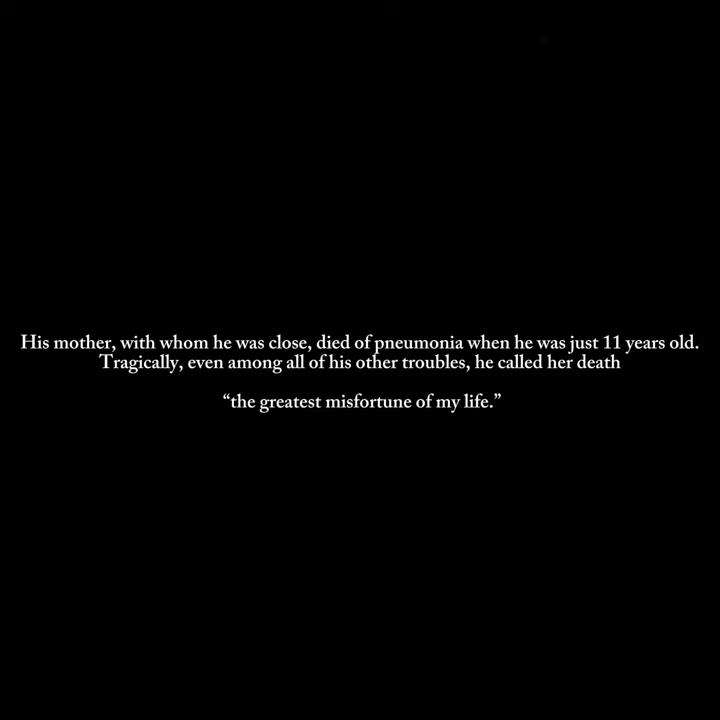 His mother, with whom he was close, died of pneumonia when he was just 11 years old.
Tragically, even among all of his other troubles, he called her death
“the greatest misfortune of my life.”